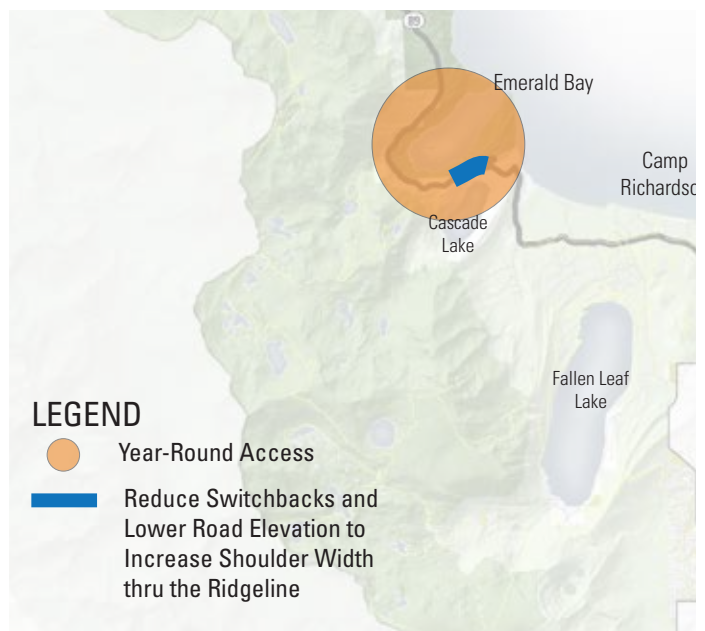 89
Emerald Bay
Camp
Richardso
Cascade
Lake
Fallen Leaf
Lake
LEGEND
Year-Round Access
Reduce Switchbacks and
Lower Road Elevation to
Increase Shoulder Width
thru the Ridgeline